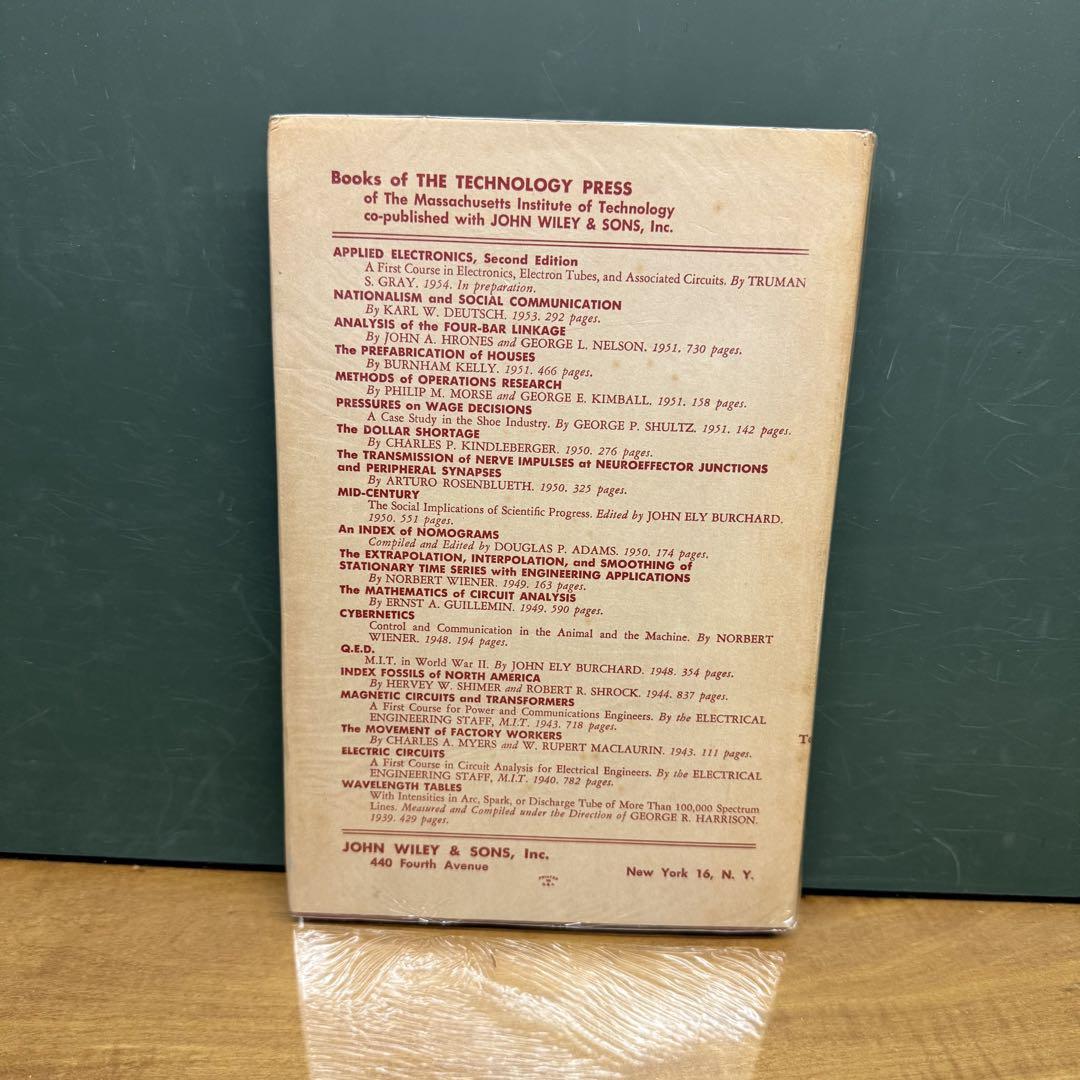 Books of THE TECHNOLOGY PRESS
of The Massachusetts Institute of Technology
co-published with JOHN WILEY & SONS, Inc.
APPLIED ELECTRONICS, Second Edition
A First Course in Electronics, Electron Tubes, and Associated Circuits. By TRUMAN
S. GRAY. 1954. In preparation.
NATIONALISM and SOCIAL COMMUNICATION
By KARL W. DEUTSCH. 1953. 292 pages.
ANALYSIS of the FOUR-BAR LINKAGE
By JOHN A. HRONES and GEORGE L. NELSON. 1951. 730 pages.
The PREFABRICATION of HOUSES
By BURNHAM KELLY. 1951. 466 pages.
METHODS of OPERATIONS RESEARCH
By PHILIP M. MORSE and GEORGE E. KIMBALL. 1951. 158 pages.
PRESSURES on WAGE DECISIONS
A Case Study in the Shoe Industry. By GEORGE P. SHULTZ. 1951. 142 pages.
The DOLLAR SHORTAGE
By CHARLES P. KINDLEBERGER. 1950. 276 pages.
The TRANSMISSION of NERVE IMPULSES at NEUROEFFECTOR JUNCTIONS
and PERIPHERAL SYNAPSES
By ARTURO ROSENBLUETH. 1950. 325 pages.
MID-CENTURY
The Social Implications of Scientific Progress. Edited by JOHN ELY BURCHARD.
1950. 551 pages.
An INDEX of NOMOGRAMS
Compiled and Edited by DOUGLAS P. ADAMS. 1950. 174 pages.
The EXTRAPOLATION, INTERPOLATION, and SMOOTHING of
STATIONARY TIME SERIES with ENGINEERING APPLICATIONS
By NORBERT WIENER. 1949. 163 pages.
The MATHEMATICS of CIRCUIT ANALYSIS
By ERNST A. GUILLEMIN. 1949. 590 pages.
CYBERNETICS
Control and Communication in the Animal and the Machine. By NORBERT
WIENER. 1948. 194 pages.
Q.E.D.
M.I.T. in World War II. By JOHN ELY BURCHARD. 1948. 354 pages.
INDEX FOSSILS of NORTH AMERICA
By HERVEY W. SHIMER and ROBERT R. SHROCK. 1944. 837 pages.
MAGNETIC CIRCUITS and TRANSFORMERS
A First Course for Power and Communications Engineers. By the ELECTRICAL
ENGINEERING STAFF, M.I.T. 1943. 718 pages.
The MOVEMENT of FACTORY WORKERS
By CHARLES A. MYERS and W. RUPERT MACLAURIN. 1943. 111 pages.
ELECTRIC CIRCUITS
A First Course in Circuit Analysis for Electrical Engineers. By the ELECTRICAL
ENGINEERING STAFF, M.I.T. 1940. 782 pages.
WAVELENGTH TABLES
With Intensities in Arc, Spark, or Discharge Tube of More Than 100,000 Spectrum
Lines. Measured and Compiled under the Direction of GEORGE R. HARRISON.
1939. 429 pages.
JOHN WILEY & SONS, Inc.
440 Fourth Avenue
New York 16, N. Y.